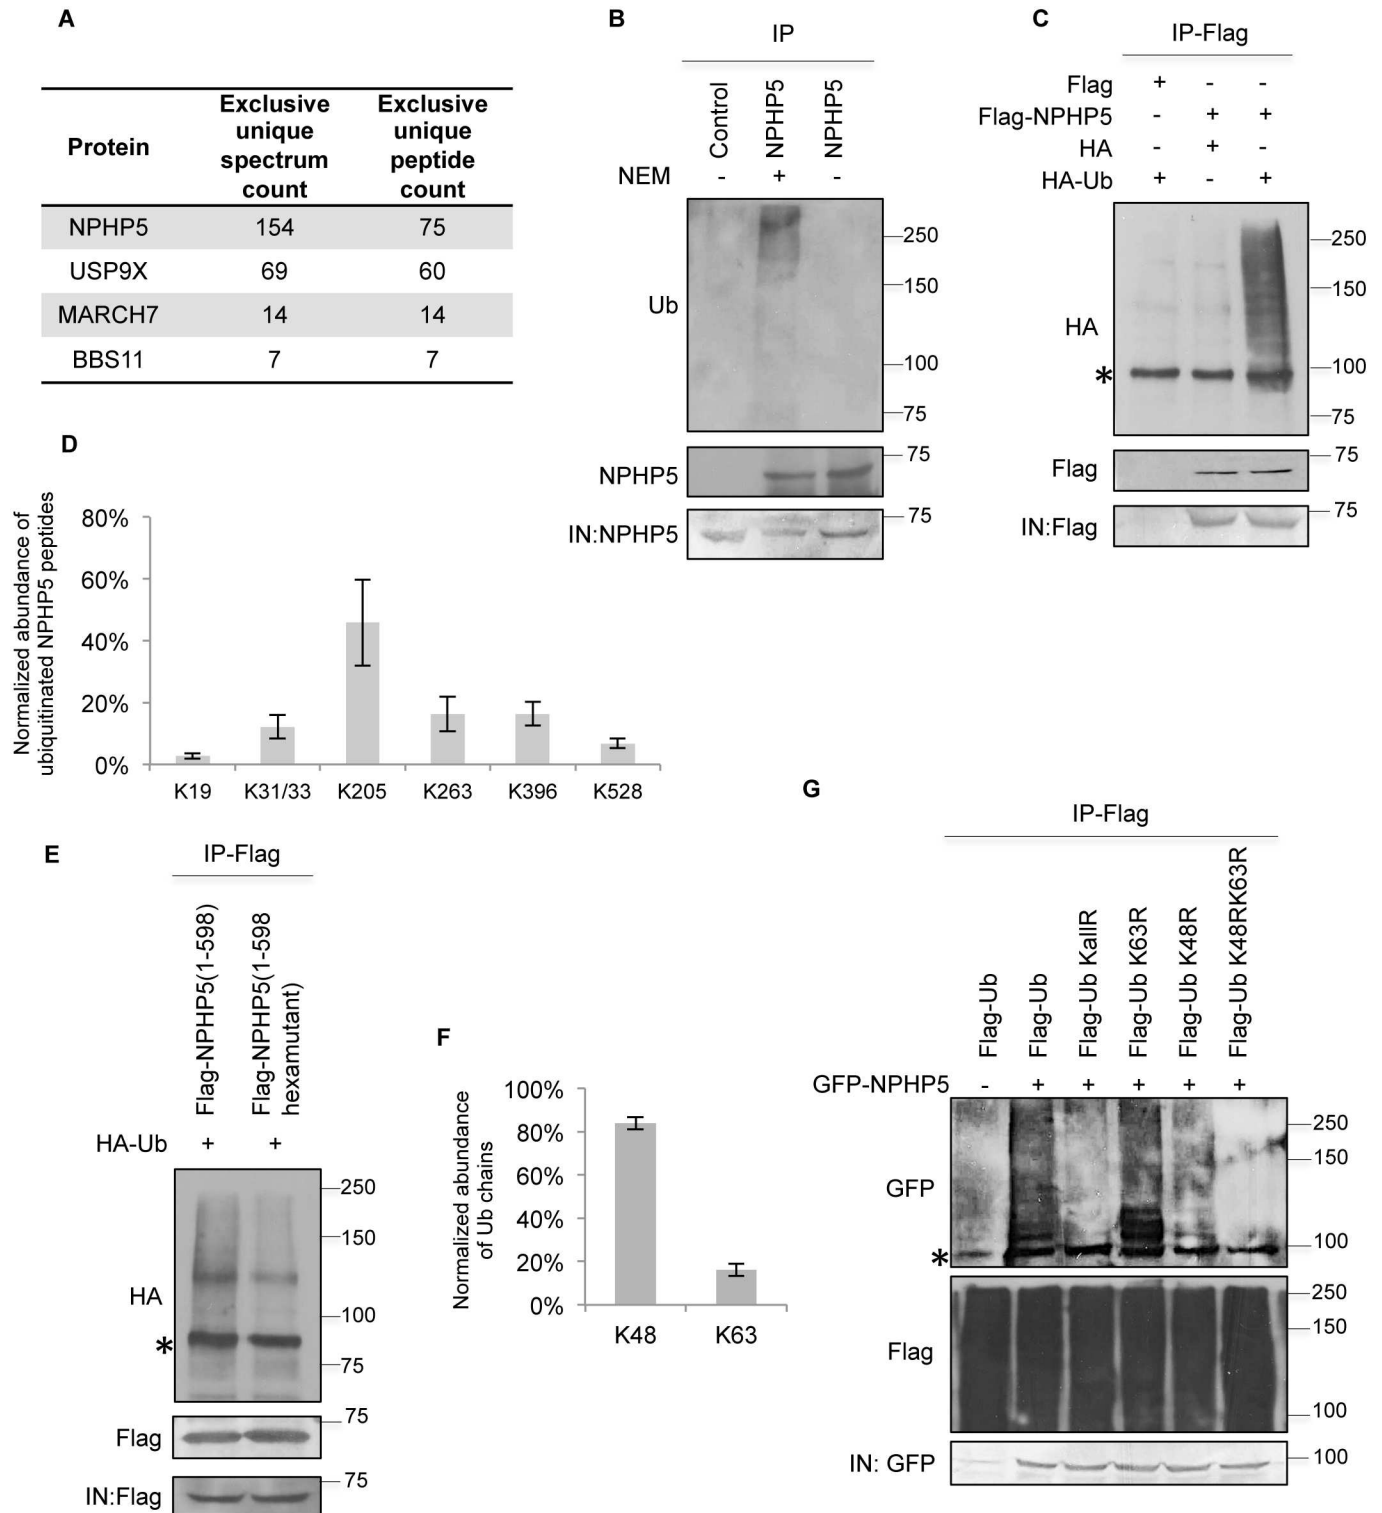 A
Protein
Exclusive unique spectrum count
Exclusive unique peptide count
NPHP5 154 75
USP9X 69 60
MARCH7 14 14
BBS11 7 7
B
IP
Control
NPHP5
NPHP5
NEM - + -
Ub
250
150
100
75
NPHP5
75
IN:NPHP5
75
C
IP-Flag
Flag + - -
Flag-NPHP5 - + +
HA - + -
HA-Ub + - +
HA
*
250
150
100
75
Flag
75
IN:Flag
75
D
Normalized abundance of
ubiquitinated NPHP5 peptides
80%
60%
40%
20%
0%
K19 K31/33 K205 K263 K396 K528
E
IP-Flag
Flag-NPHP5(1-598)
Flag-NPHP5(1-598
hexamutant)
HA-Ub + +
HA
*
250
150
100
75
Flag
75
IN:Flag
75
F
Normalized abundance
of Ub chains
100%
80%
60%
40%
20%
0%
K48 K63
G
IP-Flag
Flag-Ub
Flag-Ub
Flag-Ub KallR
Flag-Ub K63R
Flag-Ub K48R
Flag-Ub K48RK63R
GFP-NPHP5 - + + + + +
GFP
*
250
150
100
Flag
250
150
100
IN: GFP
100